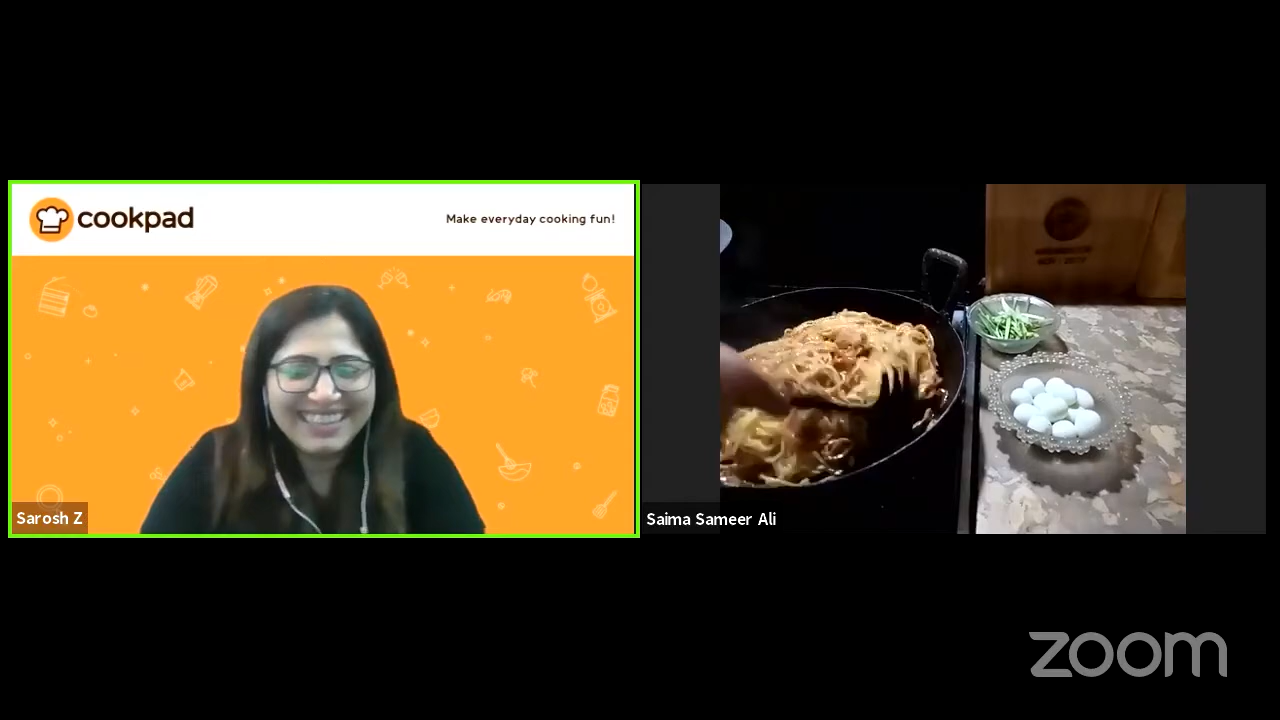 cookpad
Make everyday cooking fun!
Sarosh Z
Saima Sameer Ali
zoom